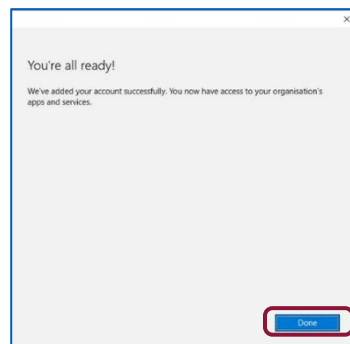 You're all ready!
We've added your account successfully. You now have access to your organisation's
apps and services.
Done